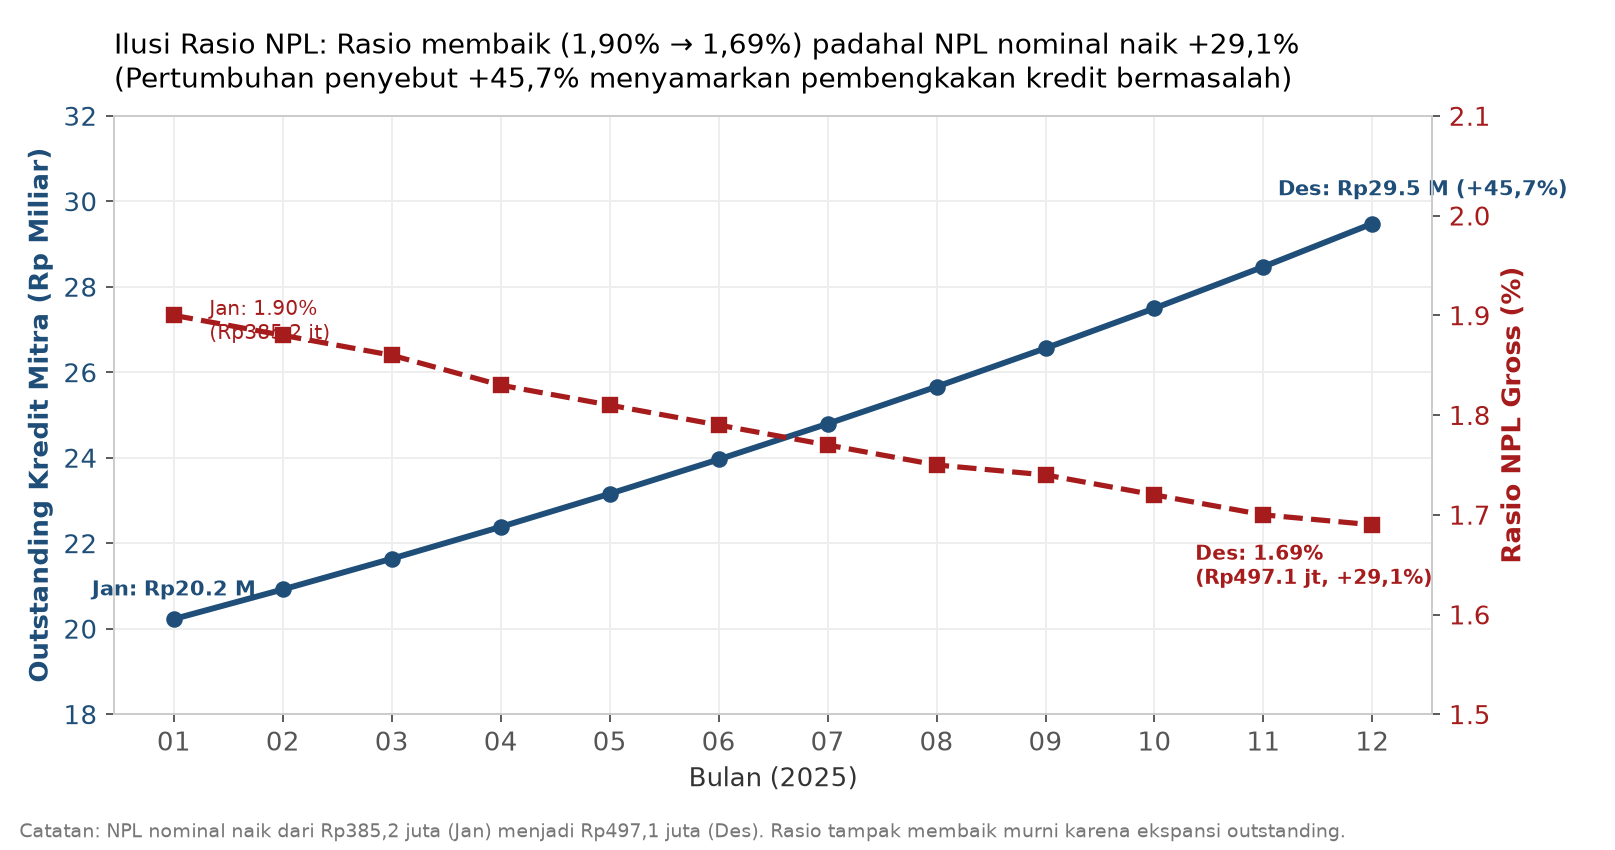 Ilusi Rasio NPL: Rasio membaik (1,90% → 1,69%) padahal NPL nominal naik +29,1%
(Pertumbuhan penyebut +45,7% menyamarkan pembengkakan kredit bermasalah)
Outstanding Kredit Mitra (Rp Miliar)
32
30
28
26
24
22
20
18
Jan: 1.90%
(Rp385.2 jt)
Jan: Rp20.2 M
Des: Rp29.5 M (+45,7%)
Des: 1.69%
(Rp497.1 jt, +29,1%)
2.1
2.0
1.9
1.8
1.7
1.6
1.5
Rasio NPL Gross (%)
01 02 03 04 05 06 07 08 09 10 11 12
Bulan (2025)
Catatan: NPL nominal naik dari Rp385,2 juta (Jan) menjadi Rp497,1 juta (Des). Rasio tampak membaik murni karena ekspansi outstanding.